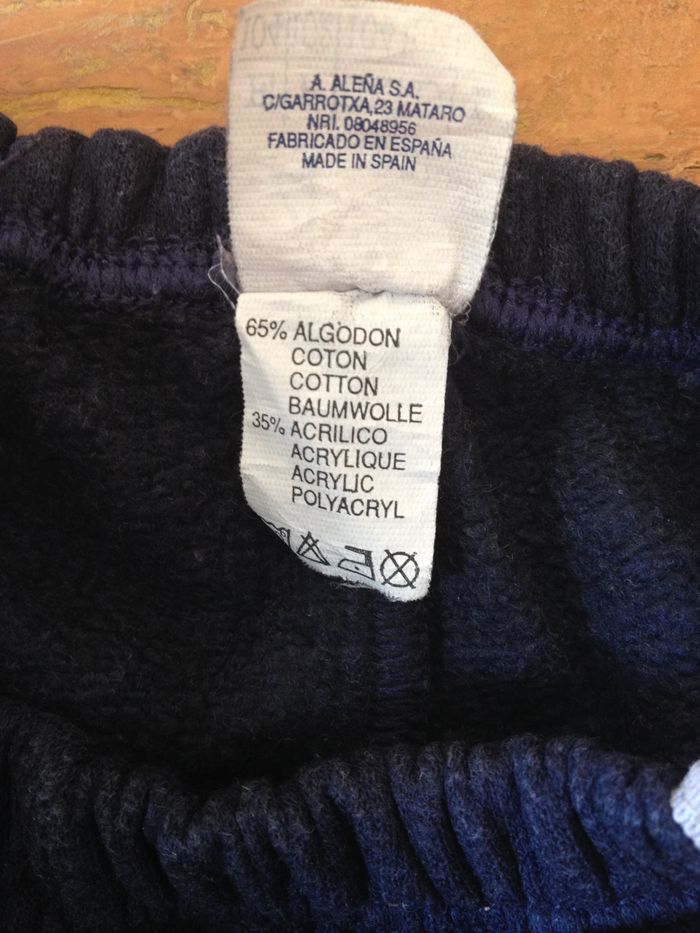 A. ALEÑA S.A.
C/GARROTXA,23 MATARO
NRI. 08048956
FABRICADO EN ESPAÑA
MADE IN SPAIN
65% ALGODON
COTON
COTTON
BAUMWOLLE
35% ACRILICO
ACRYLIQUE
ACRYLIC
POLYACRYL